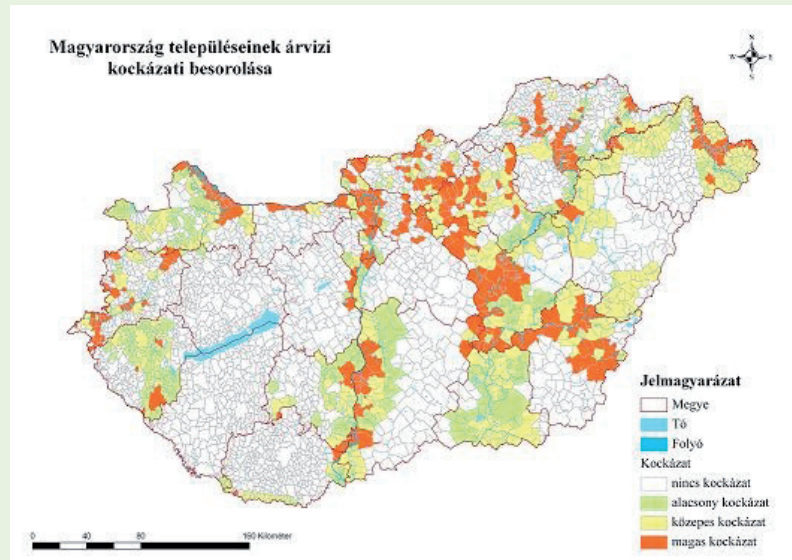 Magyarország településeinek árvizi
kockázati besorolása
N
W E
S
Jelmagyarázat
Megye
Tó
Folyó
Kockázat
nincs kockázat
alacsony kockázat
közepes kockázat
magas kockázat
0 40 80 160 Kilométer